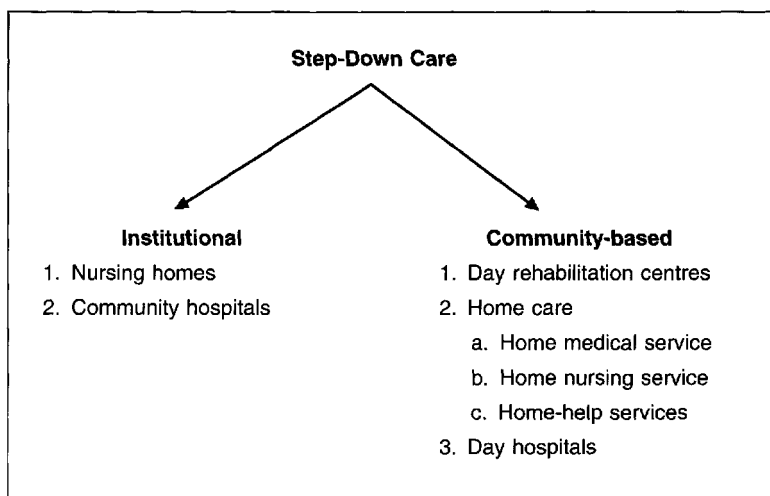 Step-Down Care
Institutional
1. Nursing homes
2. Community hospitals
Community-based
1. Day rehabilitation centres
2. Home care
a. Home medical service
b. Home nursing service
c. Home-help services
3. Day hospitals